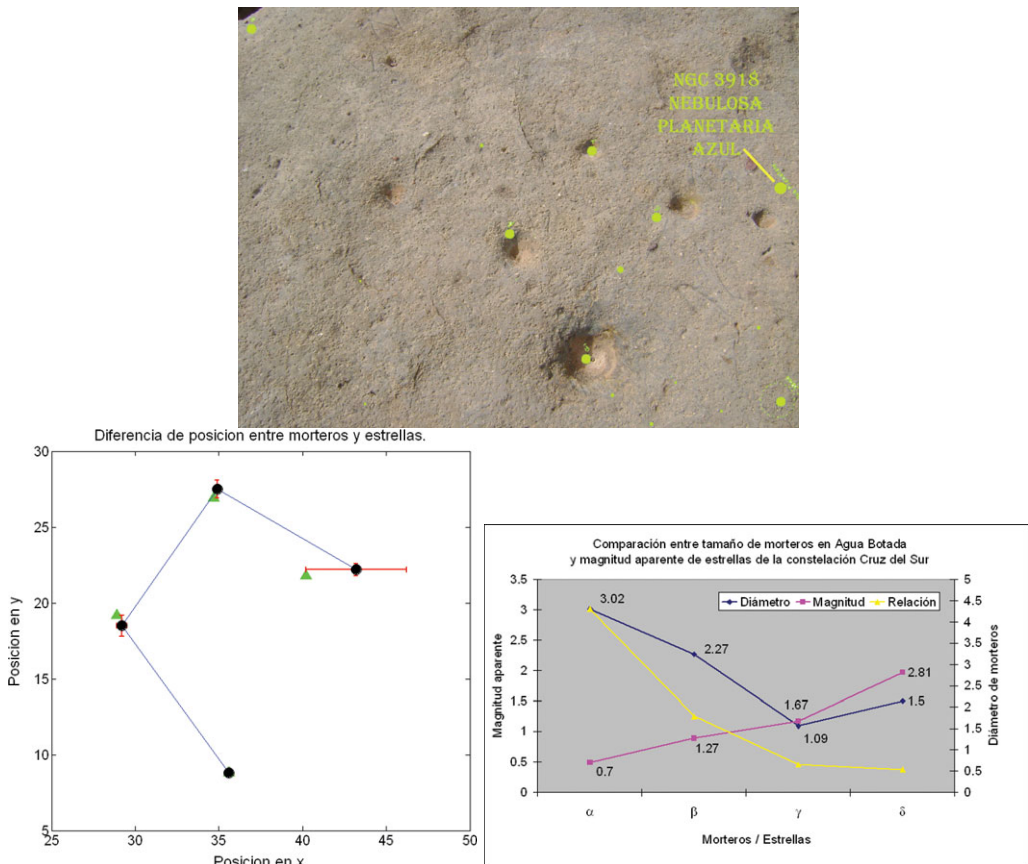 NGC 3918
NEBULOSA
PLANETARIA
AZUL
Diferencia de posicion entre morteros y estrellas.
30
25
20
15
10
5
25
30
35
40
45
50
Posicion en y
Posicion en x
Comparación entre tamaño de morteros en Agua Botada
y magnitud aparente de estrellas de la constelación Cruz del Sur
Diámetro
Magnitud
Relación
3.5
3
2.5
2
1.5
1
0.5
0
Magnitud aparente
5
4.5
4
3.5
3
2.5
2
1.5
1
0.5
0
Diámetro de morteros
3.02
2.27
1.67
2.81
1.5
1.09
1.27
0.7
α
β
γ
δ
Morteros / Estrellas